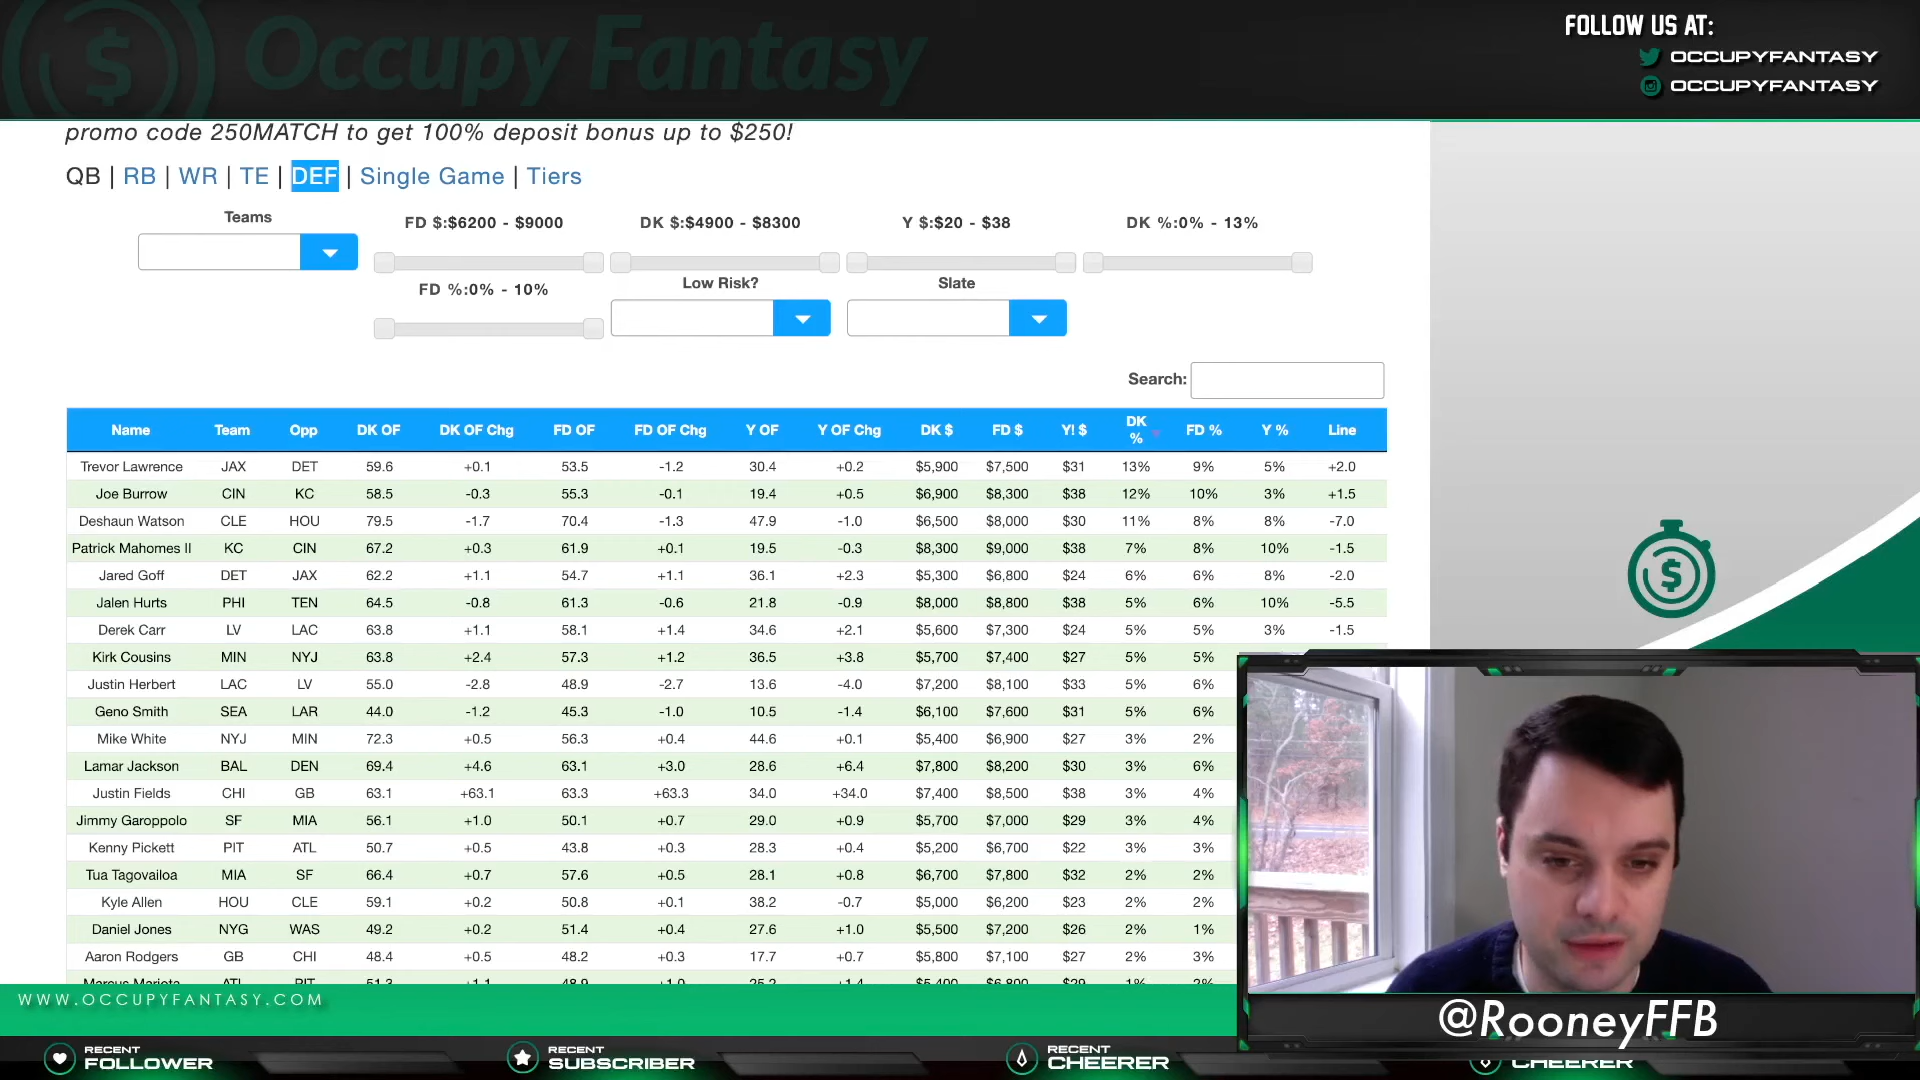 Occupy Fantasy
FOLLOW US AT:
OCCUPYFANTASY
OCCUPYFANTASY
promo code 250MATCH to get 100% deposit bonus up to $250!
QB | RB | WR | TE | DEF | Single Game | Tiers
Teams
FD $:$6200 - $9000
DK $:$4900 - $8300
Y $:$20 - $38
DK %:0% - 13%
FD %:0% - 10%
Low Risk?
Slate
Search:
Name Team Opp DK OF DK OF Chg FD OF FD OF Chg Y OF Y OF Chg DK $ FD $ Y! $ DK % FD % Y % Line
Trevor Lawrence JAX DET 59.6 +0.1 53.5 -1.2 30.4 +0.2 $5,900 $7,500 $31 13% 9% 5% +2.0
Joe Burrow CIN KC 58.5 -0.3 55.3 -0.1 19.4 +0.5 $6,900 $8,300 $38 12% 10% 3% +1.5
Deshaun Watson CLE HOU 79.5 -1.7 70.4 -1.3 47.9 -1.0 $6,500 $8,000 $30 11% 8% 8% -7.0
Patrick Mahomes II KC CIN 67.2 +0.3 61.9 +0.1 19.5 -0.3 $8,300 $9,000 $38 7% 8% 10% -1.5
Jared Goff DET JAX 62.2 +1.1 54.7 +1.1 36.1 +2.3 $5,300 $6,800 $24 6% 6% 8% -2.0
Jalen Hurts PHI TEN 64.5 -0.8 61.3 -0.6 21.8 -0.9 $8,000 $8,800 $38 5% 6% 10% -5.5
Derek Carr LV LAC 63.8 +1.1 58.1 +1.4 34.6 +2.1 $5,600 $7,300 $24 5% 5% 3% -1.5
Kirk Cousins MIN NYJ 63.8 +2.4 57.3 +1.2 36.5 +3.8 $5,700 $7,400 $27 5% 5%
Justin Herbert LAC LV 55.0 -2.8 48.9 -2.7 13.6 -4.0 $7,200 $8,100 $33 5% 6%
Geno Smith SEA LAR 44.0 -1.2 45.3 -1.0 10.5 -1.4 $6,100 $7,600 $31 5% 6%
Mike White NYJ MIN 72.3 +0.5 56.3 +0.4 44.6 +0.1 $5,400 $6,900 $27 3% 2%
Lamar Jackson BAL DEN 69.4 +4.6 63.1 +3.0 28.6 +6.4 $7,800 $8,200 $30 3% 6%
Justin Fields CHI GB 63.1 +63.1 63.3 +63.3 34.0 +34.0 $7,400 $8,500 $38 3% 4%
Jimmy Garoppolo SF MIA 56.1 +1.0 50.1 +0.7 29.0 +0.9 $5,700 $7,000 $29 3% 4%
Kenny Pickett PIT ATL 50.7 +0.5 43.8 +0.3 28.3 +0.4 $5,200 $6,700 $22 3% 3%
Tua Tagovailoa MIA SF 66.4 +0.7 57.6 +0.5 28.1 +0.8 $6,700 $7,800 $32 2% 2%
Kyle Allen HOU CLE 59.1 +0.2 50.8 +0.1 38.2 -0.7 $5,000 $6,200 $23 2% 2%
Daniel Jones NYG WAS 49.2 +0.2 51.4 +0.4 27.6 +1.0 $5,500 $7,200 $26 2% 1%
Aaron Rodgers GB CHI 48.4 +0.5 48.2 +0.3 17.7 +0.7 $5,800 $7,100 $27 2% 3%
Marcus Mariota ATL PIT
WWW.OCCUPYFANTASY.COM
@RooneyFFB
RECENT FOLLOWER
RECENT SUBSCRIBER
RECENT CHEERER
CHEERER